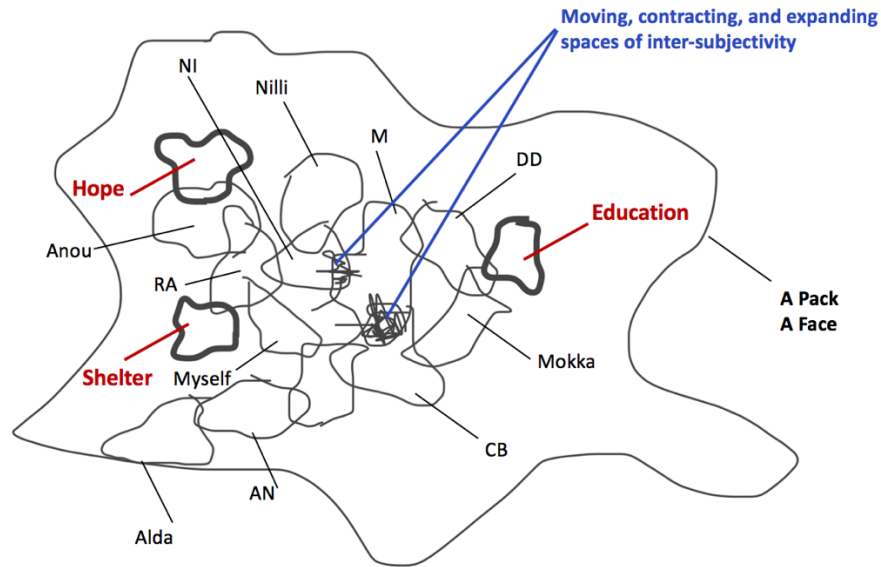 Moving, contracting, and expanding
spaces of inter-subjectivity
NI
Nilli
M
DD
Hope
Education
Anou
RA
A Pack
A Face
Shelter
Myself
Mokka
CB
AN
Alda